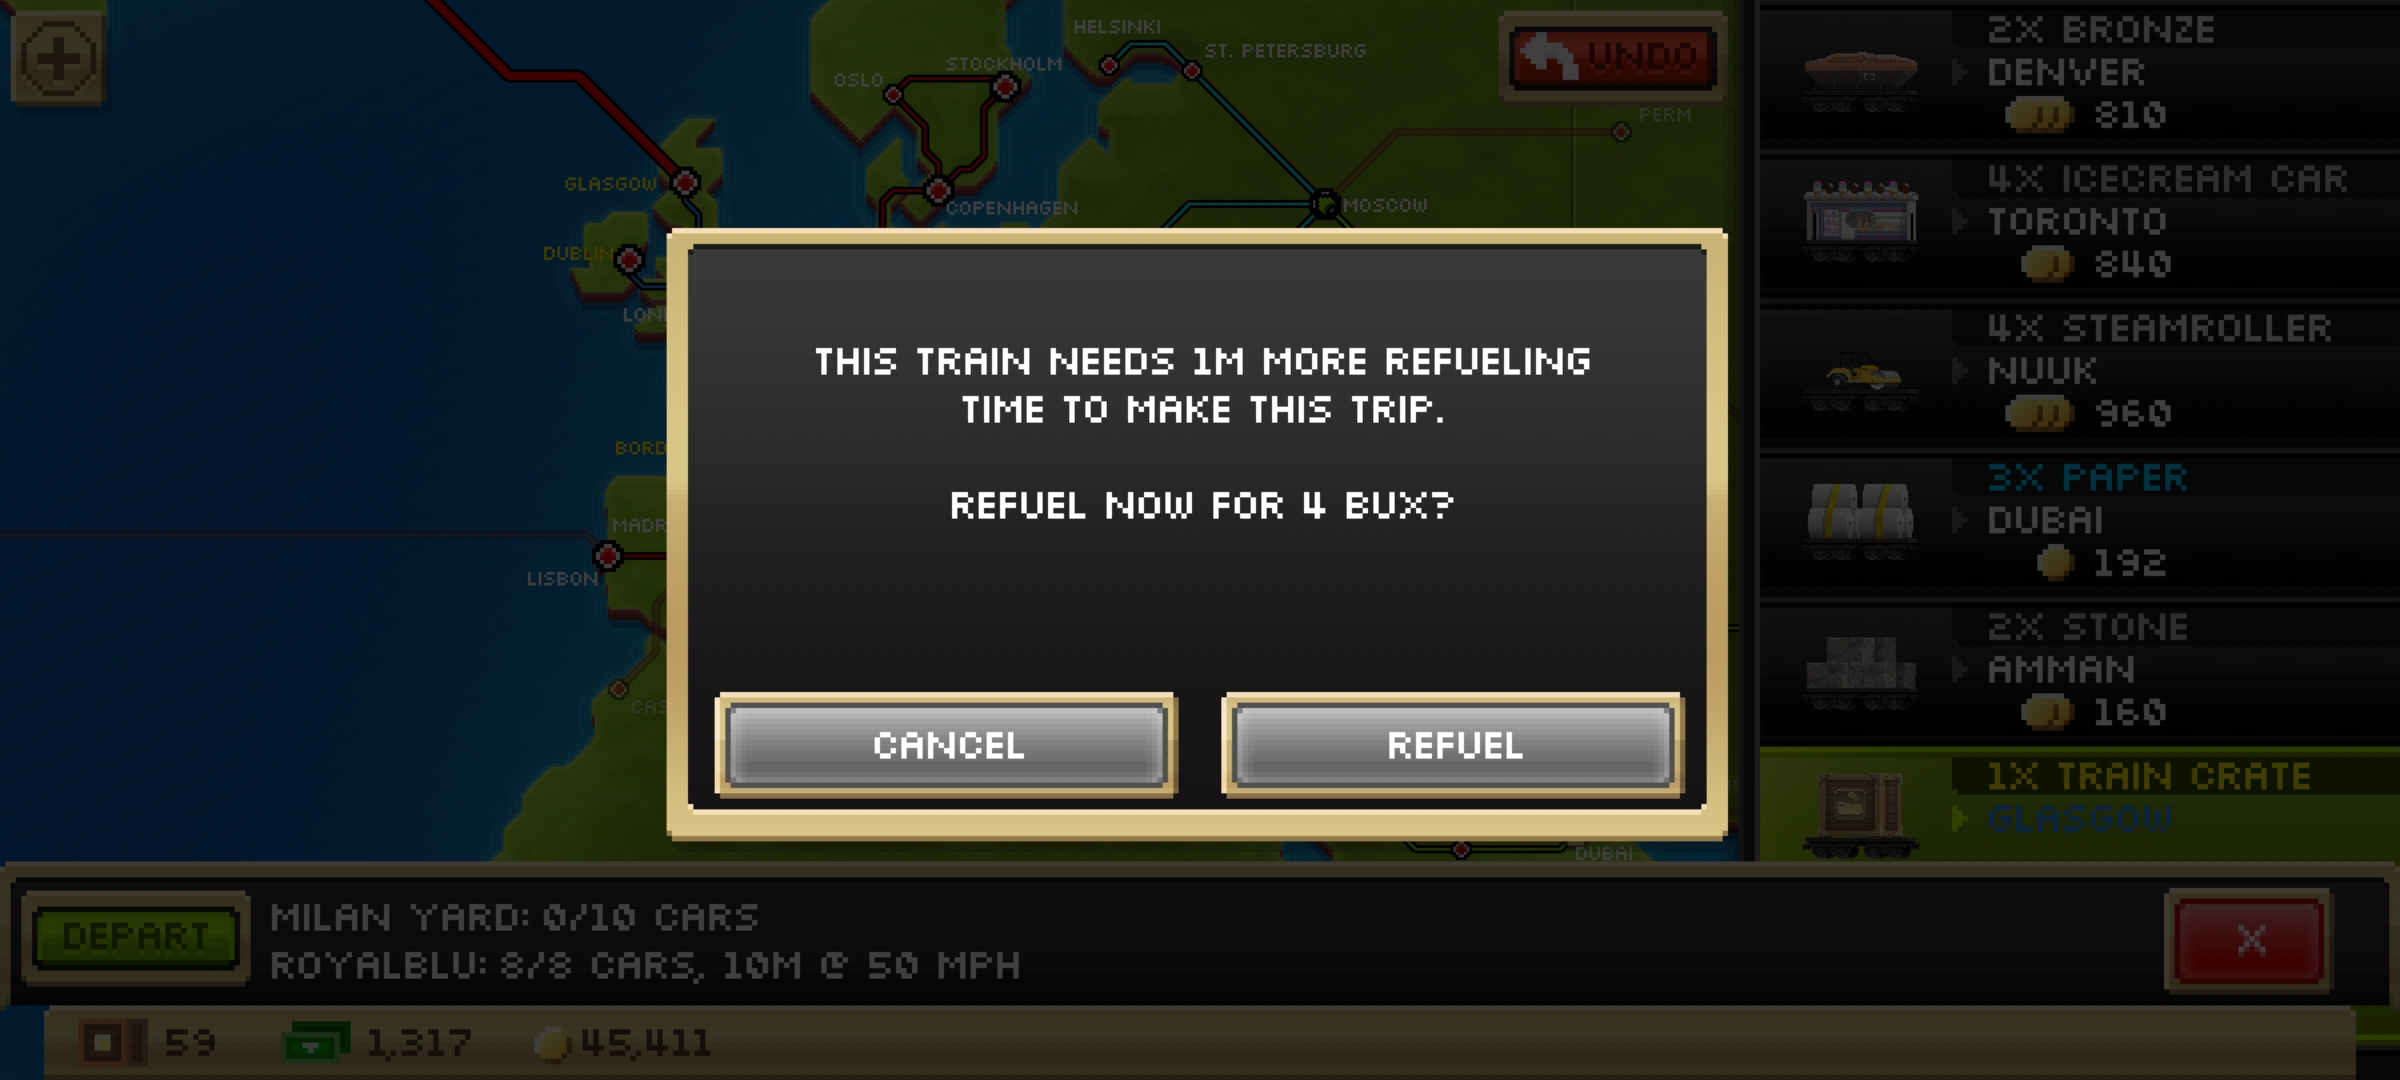 HELSINKI
ST. PETERSBURG
STOCKHOLM
OSLO
UNDO
PERM
GLASGOW
COPENHAGEN
MOSCOW
DUBLIN
BORD
MADR
LISBON
DUBAI
THIS TRAIN NEEDS 1M MORE REFUELING
TIME TO MAKE THIS TRIP.
REFUEL NOW FOR 4 BUX?
CANCEL
REFUEL
2X BRONZE
DENVER
810
4X ICECREAM CAR
TORONTO
840
4X STEAMROLLER
NUUK
960
3X PAPER
DUBAI
192
2X STONE
AMMAN
160
1X TRAIN CRATE
GLASGOW
DEPART
MILAN YARD: 0/10 CARS
ROYALBLU: 8/8 CARS, 10M @ 50 MPH
X
59
1,317
45,411